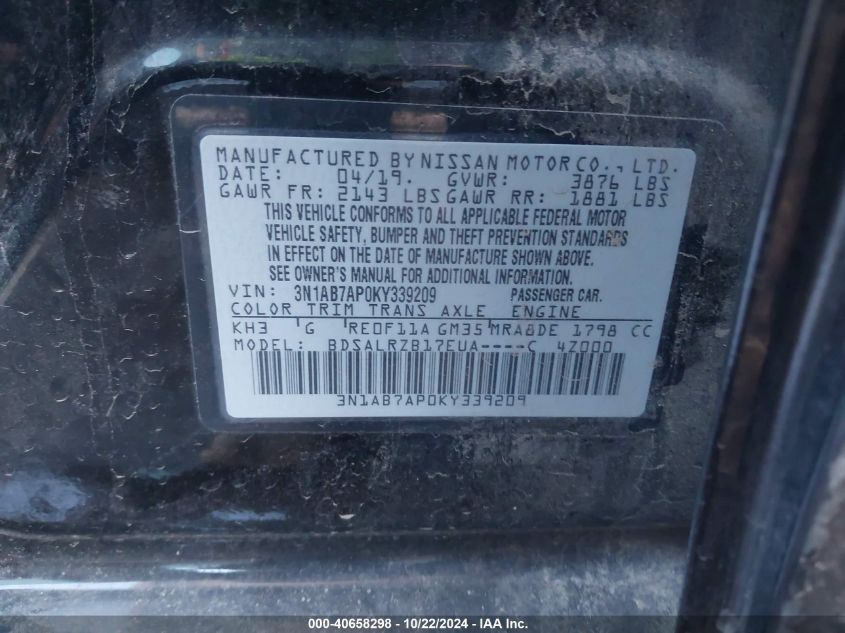 MANUFACTURED BY NISSAN MOTOR CO., LTD.
DATE: 04/19. GVWR: 3876 LBS
GAWR FR: 2143 LBS GAWR RR: 1881 LBS
THIS VEHICLE CONFORMS TO ALL APPLICABLE FEDERAL MOTOR
VEHICLE SAFETY, BUMPER AND THEFT PREVENTION STANDARDS
IN EFFECT ON THE DATE OF MANUFACTURE SHOWN ABOVE.
SEE OWNER'S MANUAL FOR ADDITIONAL INFORMATION.
VIN: 3N1AB7AP0KY339209 PASSENGER CAR.
COLOR TRIM TRANS AXLE ENGINE
KH3 G RE0F11A GM35 MRA8DE 1798 CC
MODEL: BDSALRZB17EUA----C 4Z000
3N1AB7AP0KY339209
000-40658298 - 10/22/2024 - IAA Inc.